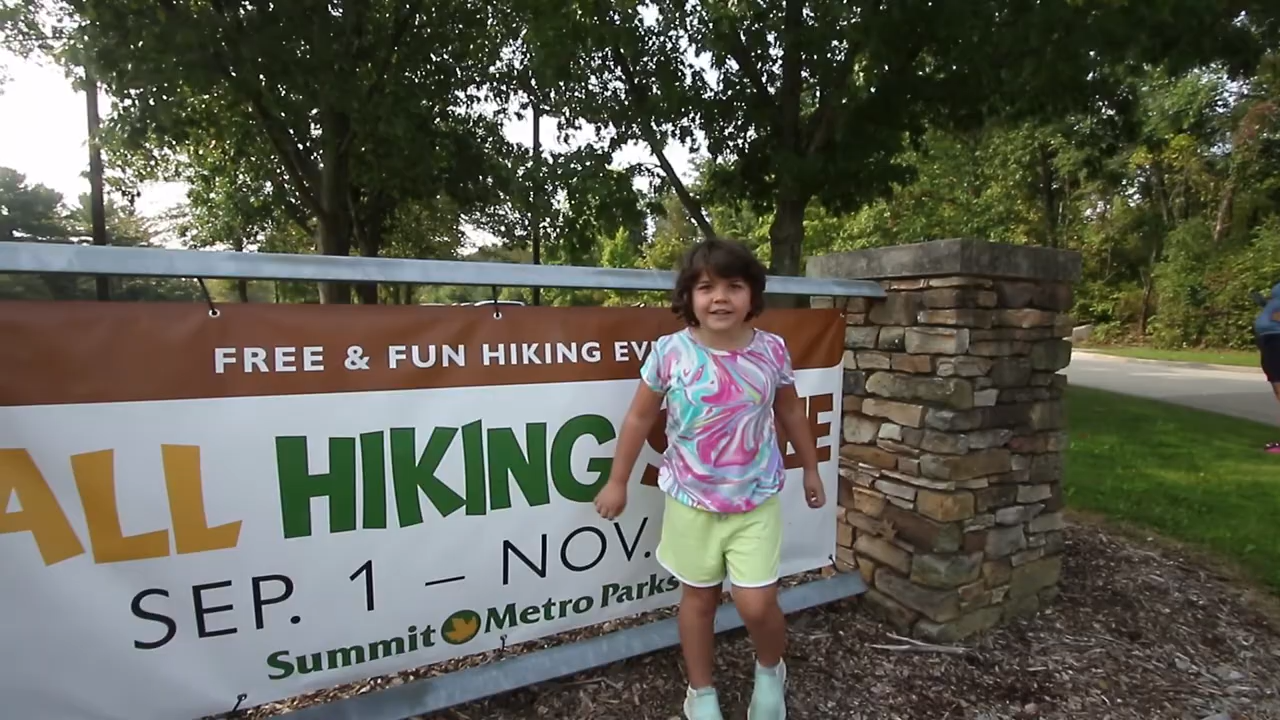 FREE & FUN HIKING EV
ALL HIKING S E
SEP. 1 – NOV.
Summit Metro Parks